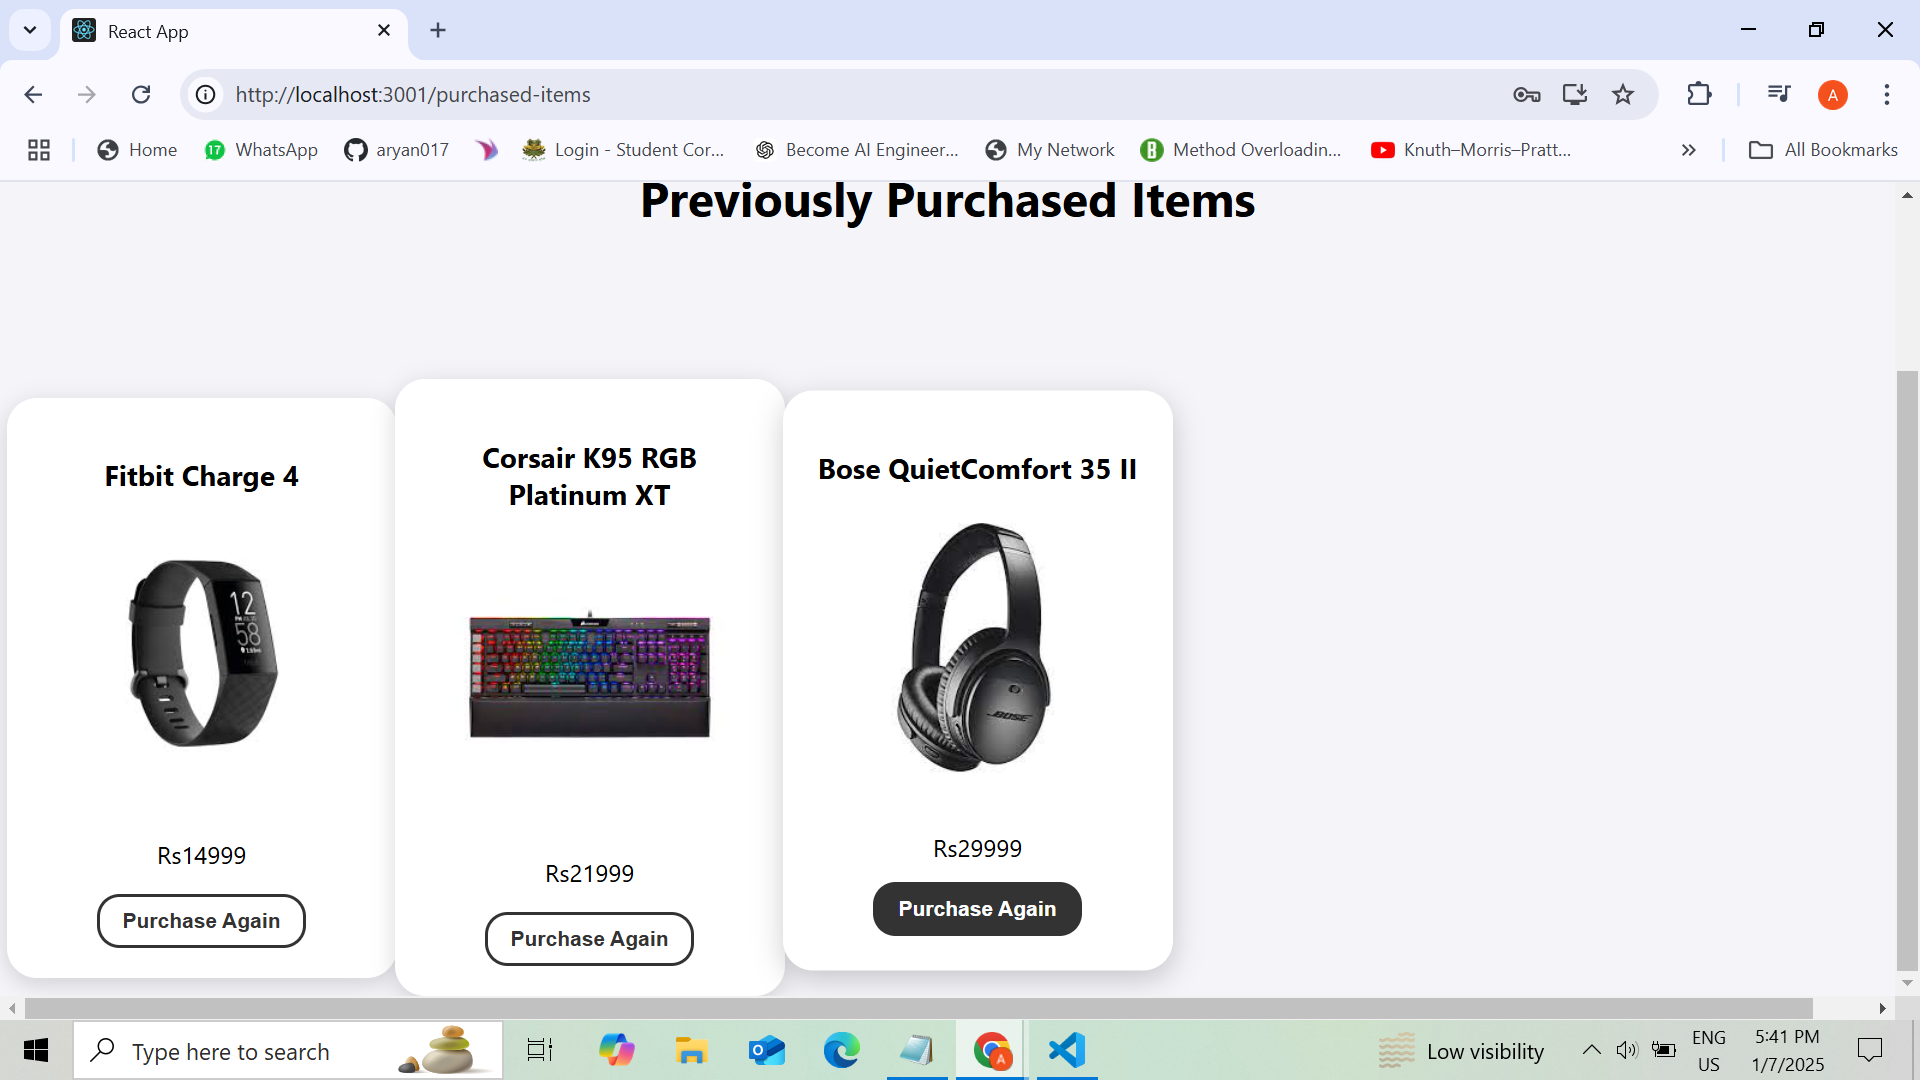 React App
http://localhost:3001/purchased-items
A
Home
17
WhatsApp
aryan017
Login - Student Cor...
Become AI Engineer...
My Network
B
Method Overloadin...
Knuth–Morris–Pratt...
All Bookmarks
Previously Purchased Items
Fitbit Charge 4
12
58
Rs14999
Purchase Again
Corsair K95 RGB
Platinum XT
Rs21999
Purchase Again
Bose QuietComfort 35 II
BOSE
Rs29999
Purchase Again
Type here to search
A
Low visibility
ENG
US
5:41 PM
1/7/2025